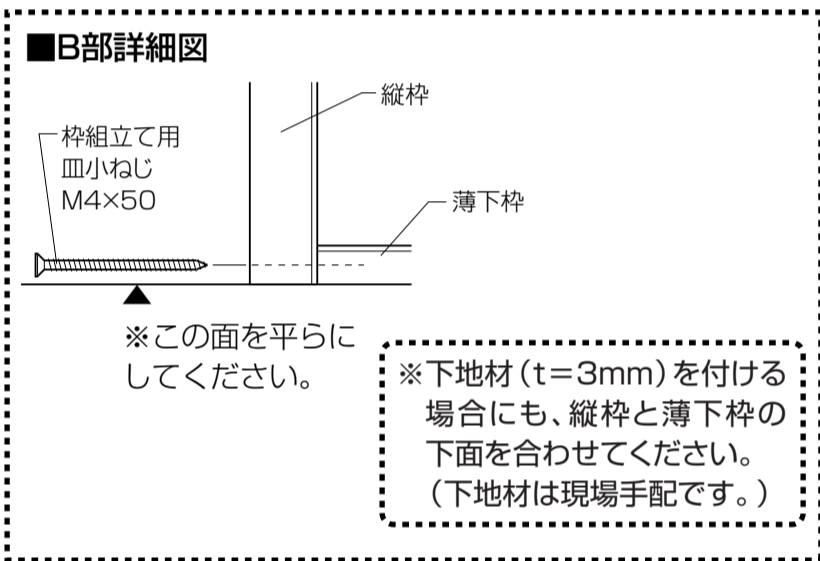 ■B部詳細図
縦枠
枠組立て用
皿小ねじ
M4×50
薄下枠
※この面を平らに
してください。
※下地材(t=3mm)を付ける
場合にも、縦枠と薄下枠の
下面を合わせてください。
(下地材は現場手配です。)